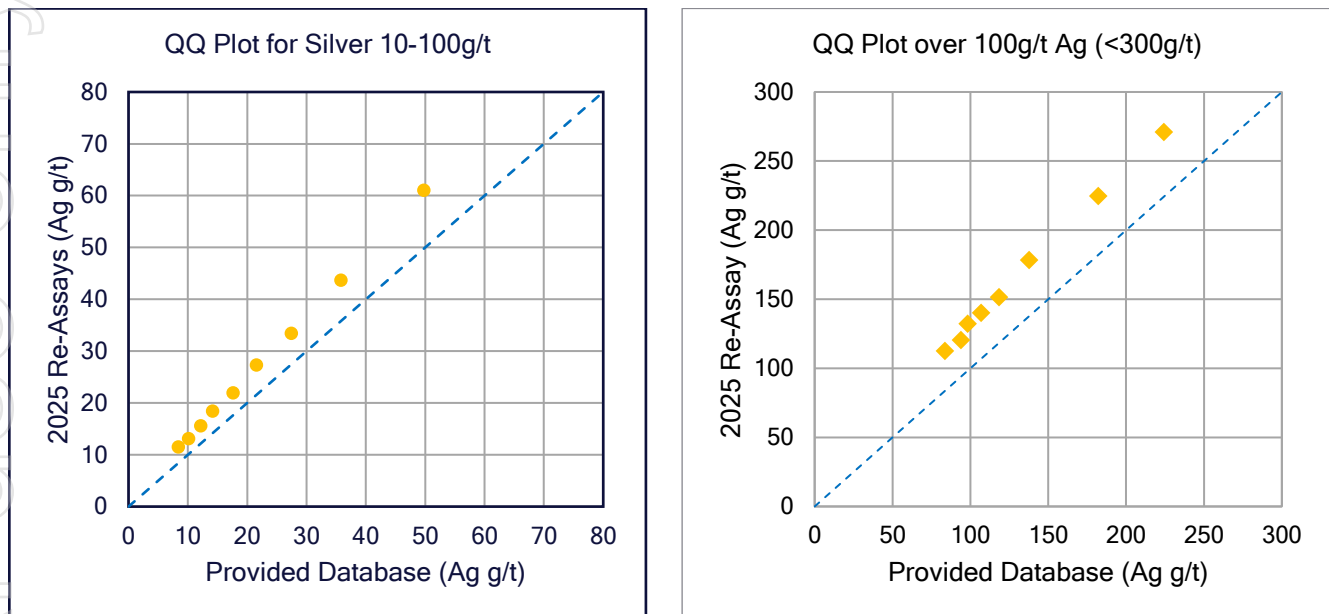 QQ Plot for Silver 10-100g/t
80
70
60
50
40
30
20
10
0
0 10 20 30 40 50 60 70 80
2025 Re-Assays (Ag g/t)
Provided Database (Ag g/t)
QQ Plot over 100g/t Ag (<300g/t)
300
250
200
150
100
50
0
0 50 100 150 200 250 300
2025 Re-Assay (Ag g/t)
Provided Database (Ag g/t)